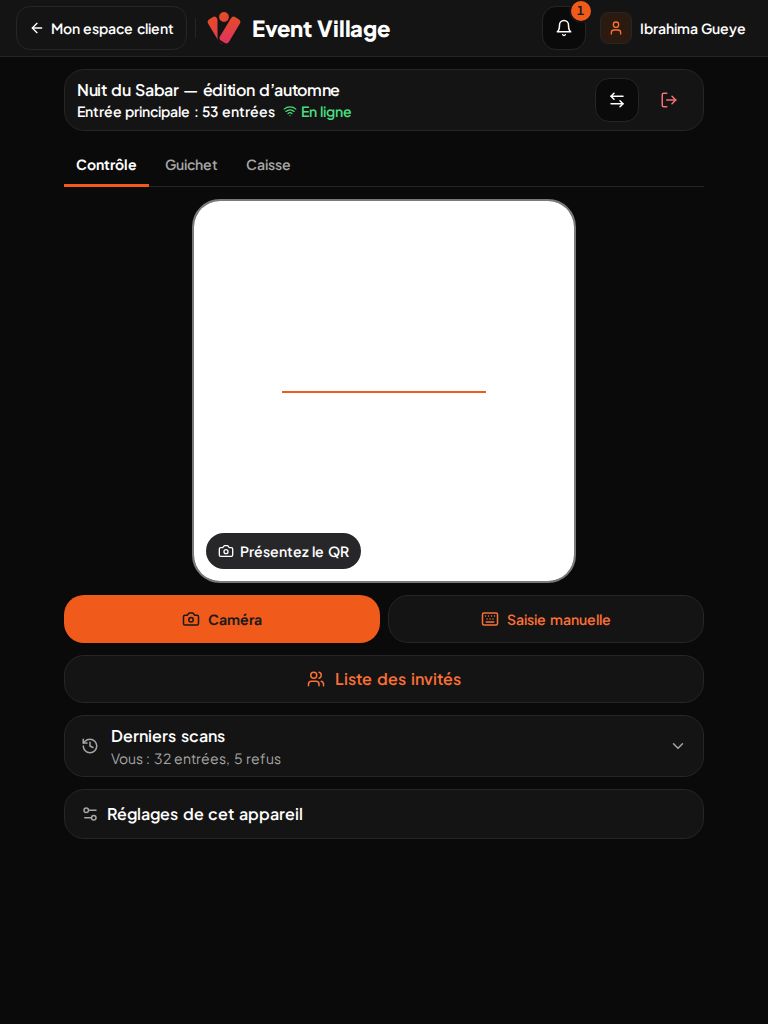 Mon espace client
Event Village
1
Ibrahima Gueye
Nuit du Sabar — édition d’automne
Entrée principale : 53 entrées
En ligne
Contrôle
Guichet
Caisse
Présentez le QR
Caméra
Saisie manuelle
Liste des invités
Derniers scans
Vous : 32 entrées, 5 refus
Réglages de cet appareil